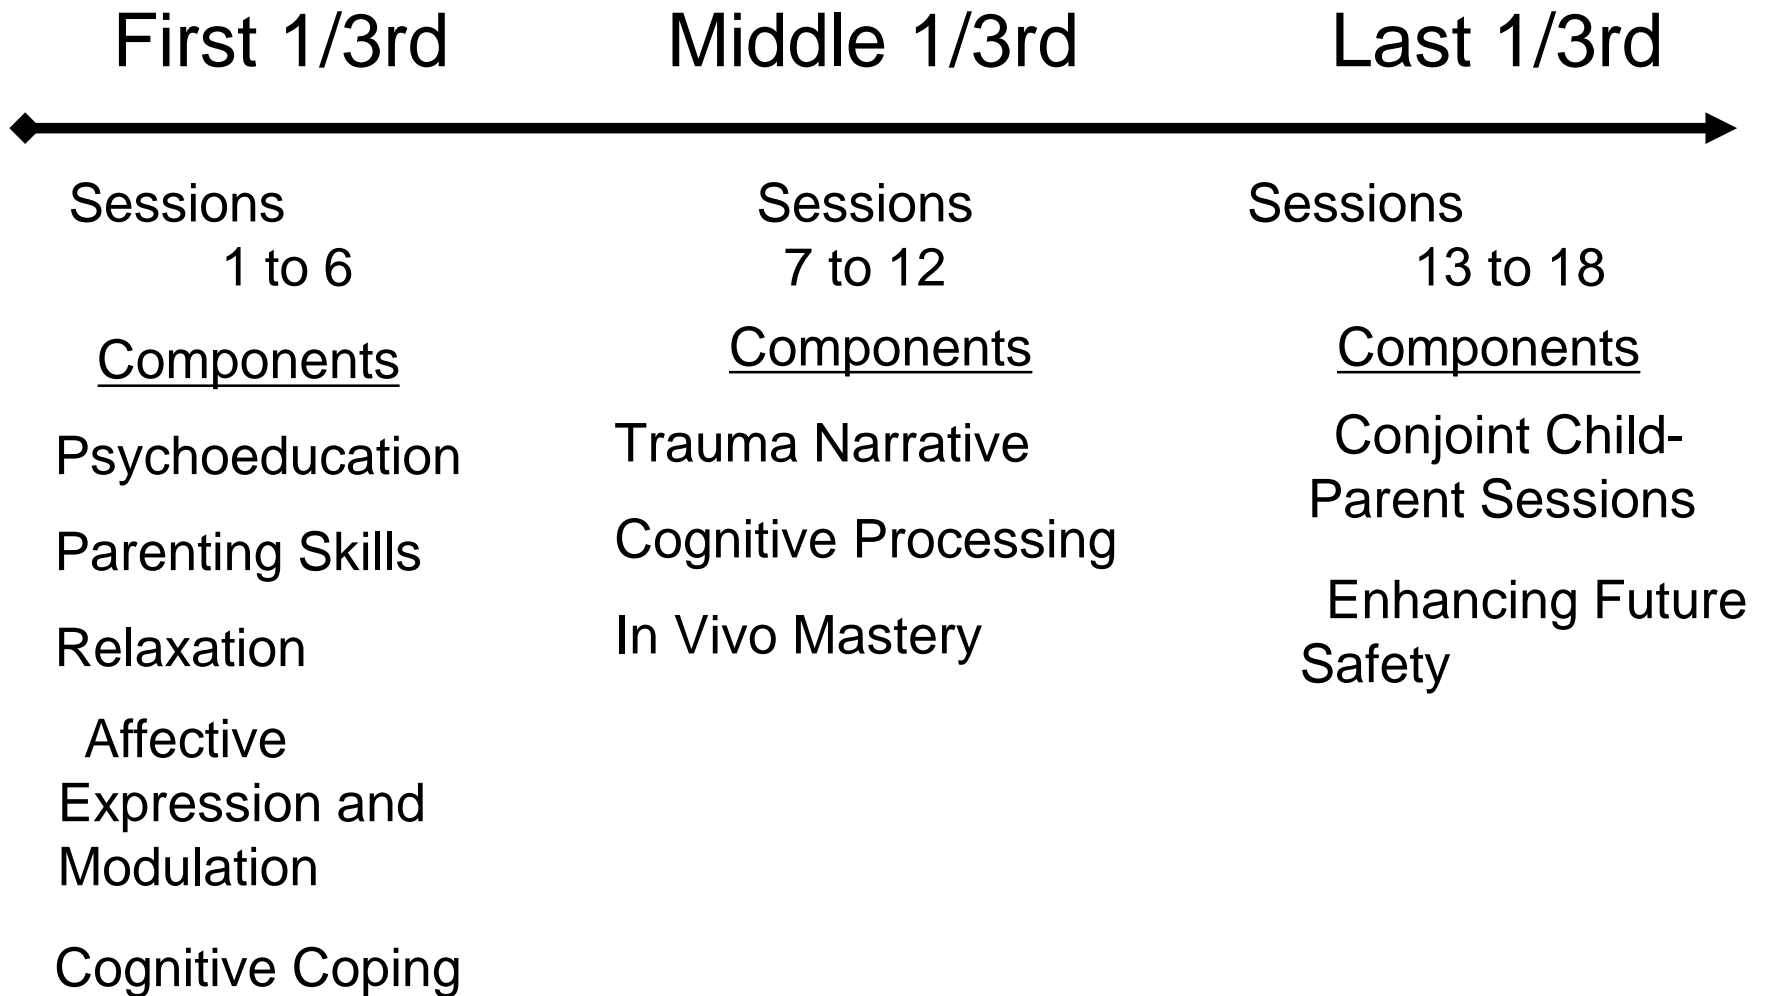 First 1/3rd
Middle 1/3rd
Last 1/3rd
Sessions
1 to 6
Components
Psychoeducation
Parenting Skills
Relaxation
Affective
Expression and
Modulation
Cognitive Coping
Sessions
7 to 12
Components
Trauma Narrative
Cognitive Processing
In Vivo Mastery
Sessions
13 to 18
Components
Conjoint Child-
Parent Sessions
Enhancing Future
Safety